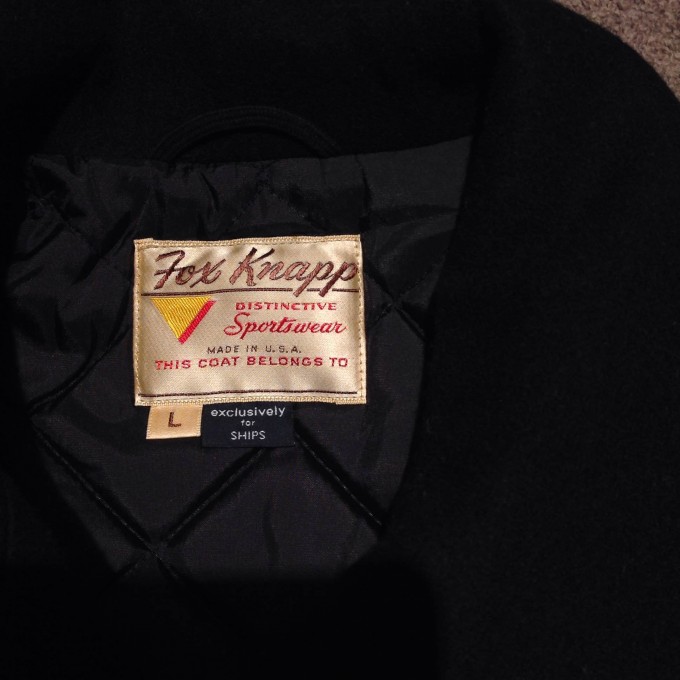 Fox Knapp
DISTINCTIVE
Sportswear
MADE IN U.S.A.
THIS COAT BELONGS TO
L
exclusively
for
SHIPS